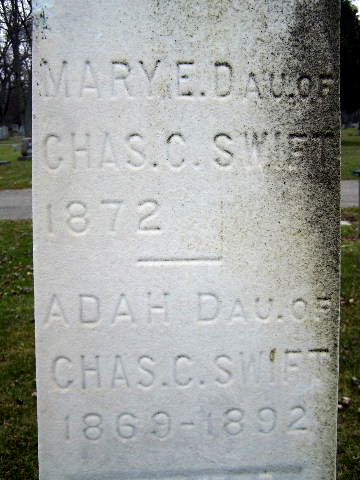 MARY E. DAU. OF
CHAS. C. SWIFT
1872
ADAH DAU. OF
CHAS. C. SWIFT
1869-1892